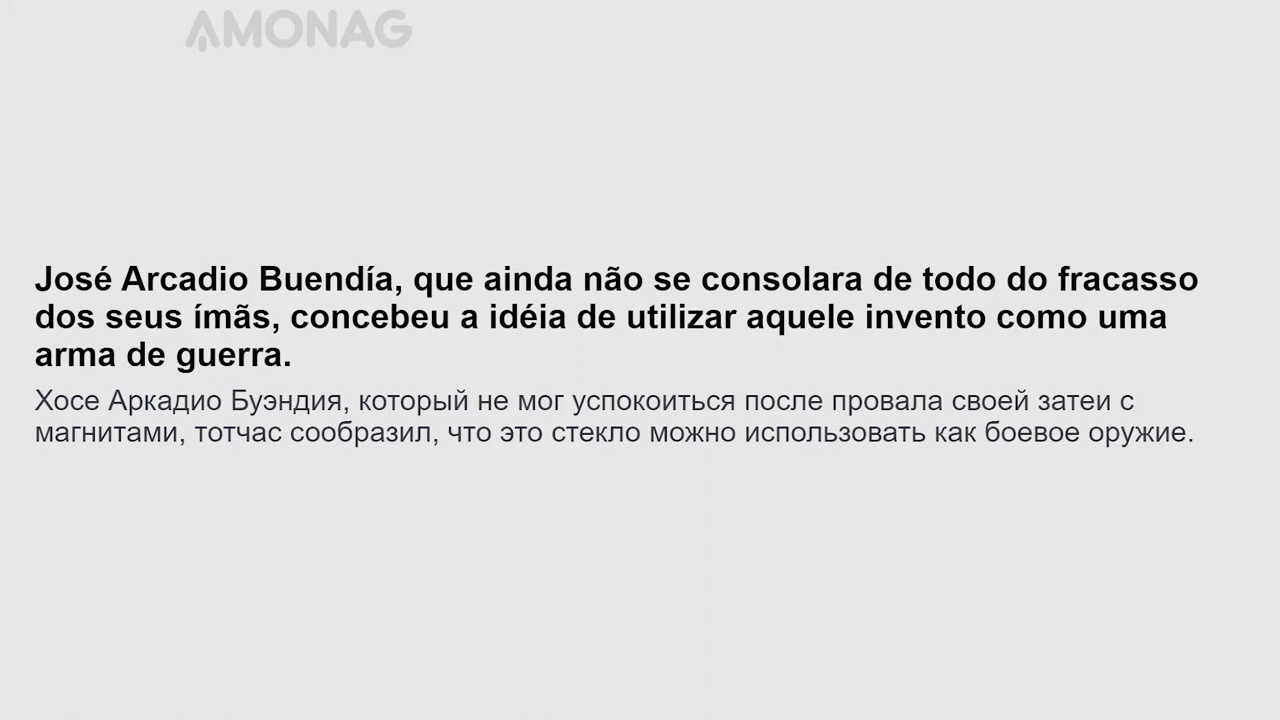 AMONAG
José Arcadio Buendía, que ainda não se consolara de todo do fracasso
dos seus ímãs, concebeu a idéia de utilizar aquele invento como uma
arma de guerra.
Хосе Аркадио Буэндия, который не мог успокоиться после провала своей затеи с
магнитами, тотчас сообразил, что это стекло можно использовать как боевое оружие.